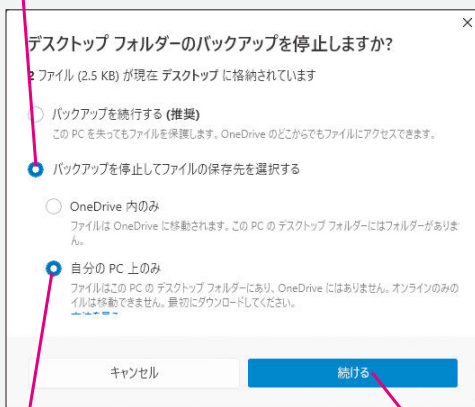 デスクトップ フォルダーのバックアップを停止しますか?
2 ファイル (2.5 KB) が現在 デスクトップ に格納されています
バックアップを続行する (推奨)
この PC を失ってもファイルを保護します。OneDrive のどこからでもファイルにアクセスできます。
バックアップを停止してファイルの保存先を選択する
OneDrive 内のみ
ファイルは OneDrive に移動されます。この PC の デスクトップ フォルダーにはフォルダーがありませ
ん。
自分の PC 上のみ
ファイルはこの PC の デスクトップ フォルダーにあり、OneDrive にはありません。オンラインのみの
イルは移動できません。最初にダウンロードしてください。
キャンセル
続ける